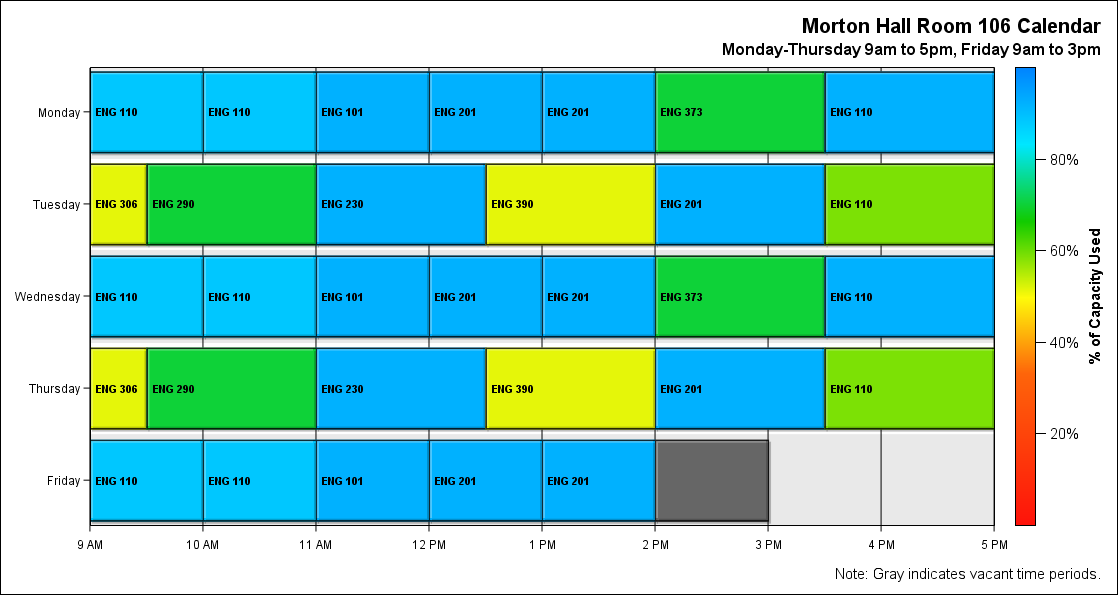 Morton Hall Room 106 Calendar
Monday-Thursday 9am to 5pm, Friday 9am to 3pm
Monday
ENG 110 ENG 110 ENG 101 ENG 201 ENG 201 ENG 373 ENG 110
80%
Tuesday
ENG 306 ENG 290 ENG 230 ENG 390 ENG 201 ENG 110
60%
% of Capacity Used
Wednesday
ENG 110 ENG 110 ENG 101 ENG 201 ENG 201 ENG 373 ENG 110
40%
Thursday
ENG 306 ENG 290 ENG 230 ENG 390 ENG 201 ENG 110
20%
Friday
ENG 110 ENG 110 ENG 101 ENG 201 ENG 201
9 AM 10 AM 11 AM 12 PM 1 PM 2 PM 3 PM 4 PM 5 PM
Note: Gray indicates vacant time periods.